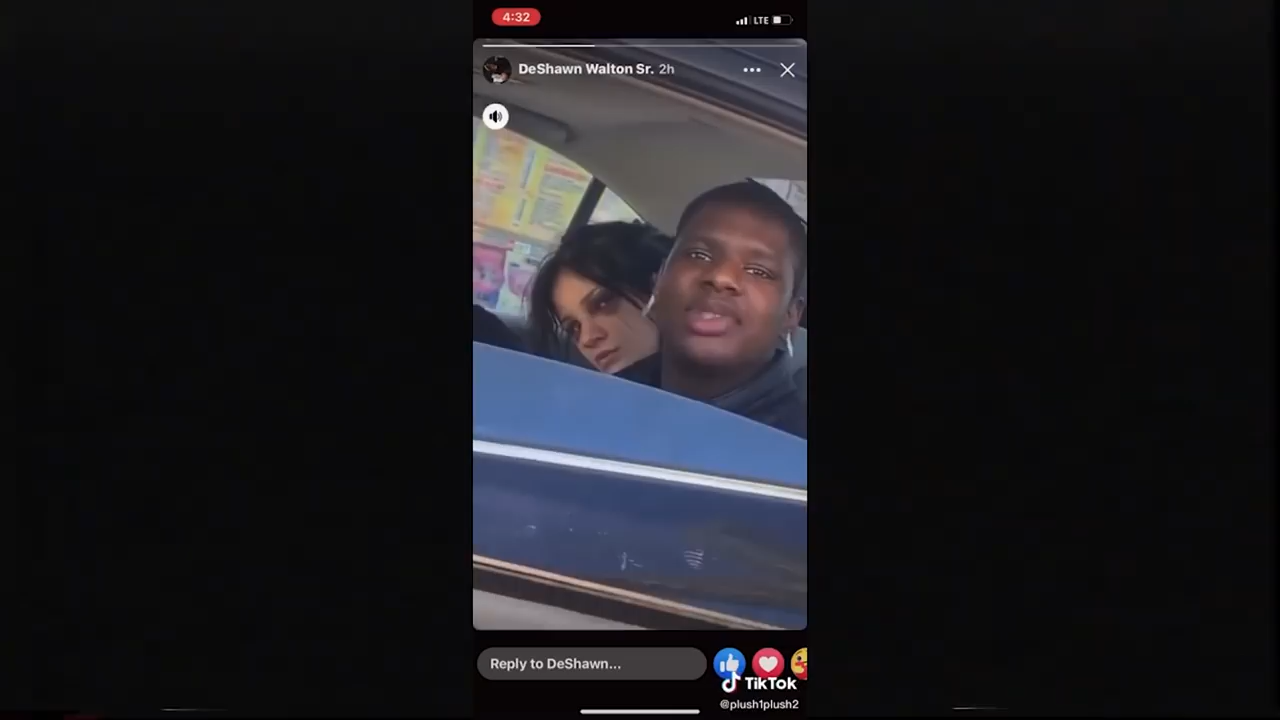 4:32
LTE
DeShawn Walton Sr. 2h
Reply to DeShawn...
TikTok
@plush1plush2